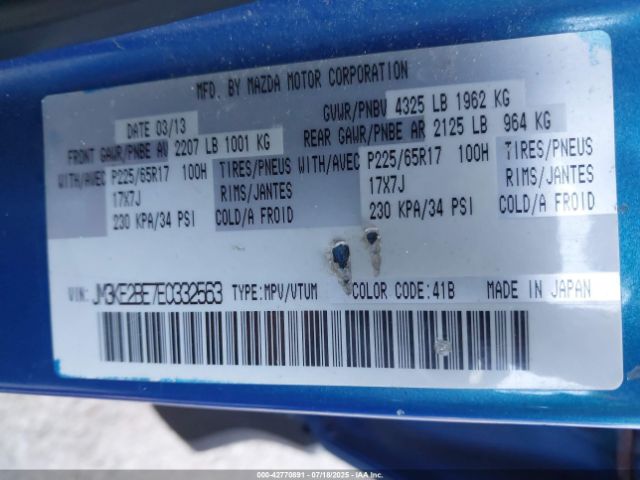 MFD. BY MAZDA MOTOR CORPORATION
DATE 03/13 GVWR/PNBV 4325 LB 1962 KG
FRONT GAWR/PNBE AV 2207 LB 1001 KG REAR GAWR/PNBE AR 2125 LB 964 KG
WITH/AVEC P225/65R17 100H TIRES/PNEUS WITH/AVEC P225/65R17 100H TIRES/PNEUS
17X7J RIMS/JANTES 17X7J RIMS/JANTES
230 KPA/34 PSI COLD/A FROID 230 KPA/34 PSI COLD/A FROID
VIN: JM3KE2BE7E0332563 TYPE:MPV/VTUM COLOR CODE:41B MADE IN JAPAN
000-42770891 07/18/2025 IAA.com